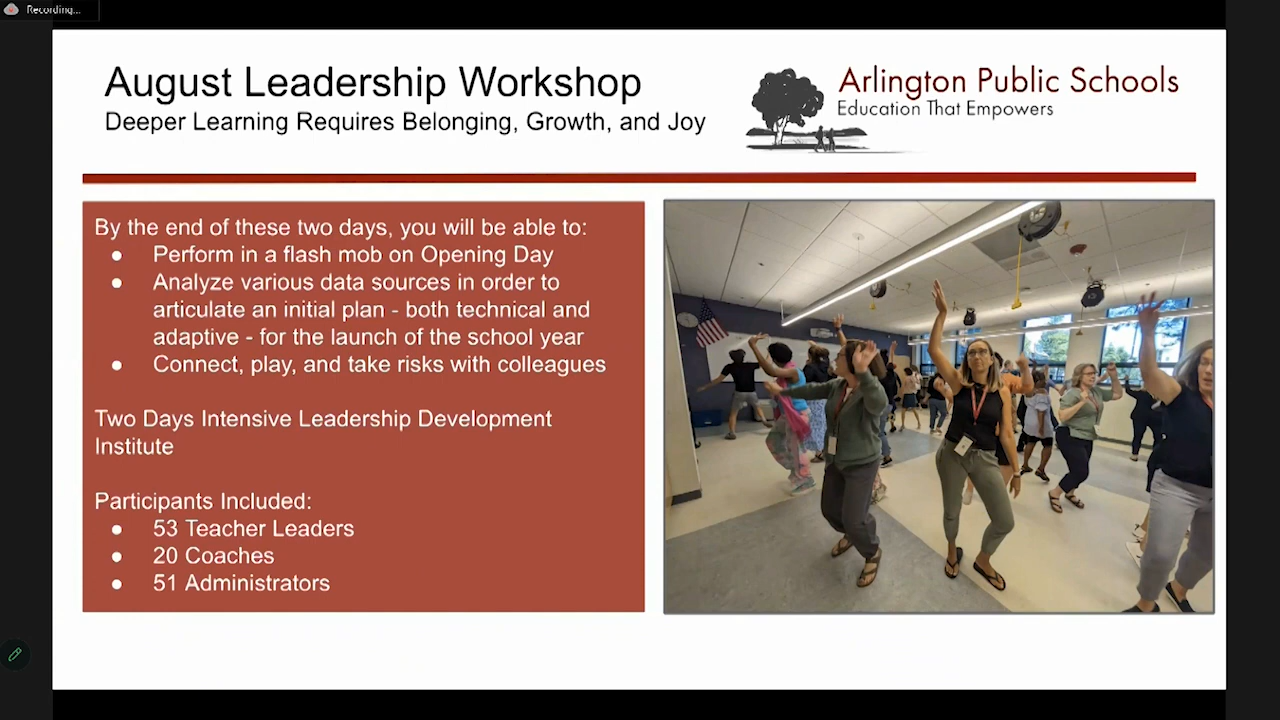 Recording...
August Leadership Workshop
Deeper Learning Requires Belonging, Growth, and Joy
Arlington Public Schools
Education That Empowers
By the end of these two days, you will be able to:
● Perform in a flash mob on Opening Day
● Analyze various data sources in order to
articulate an initial plan - both technical and
adaptive - for the launch of the school year
● Connect, play, and take risks with colleagues
Two Days Intensive Leadership Development
Institute
Participants Included:
● 53 Teacher Leaders
● 20 Coaches
● 51 Administrators